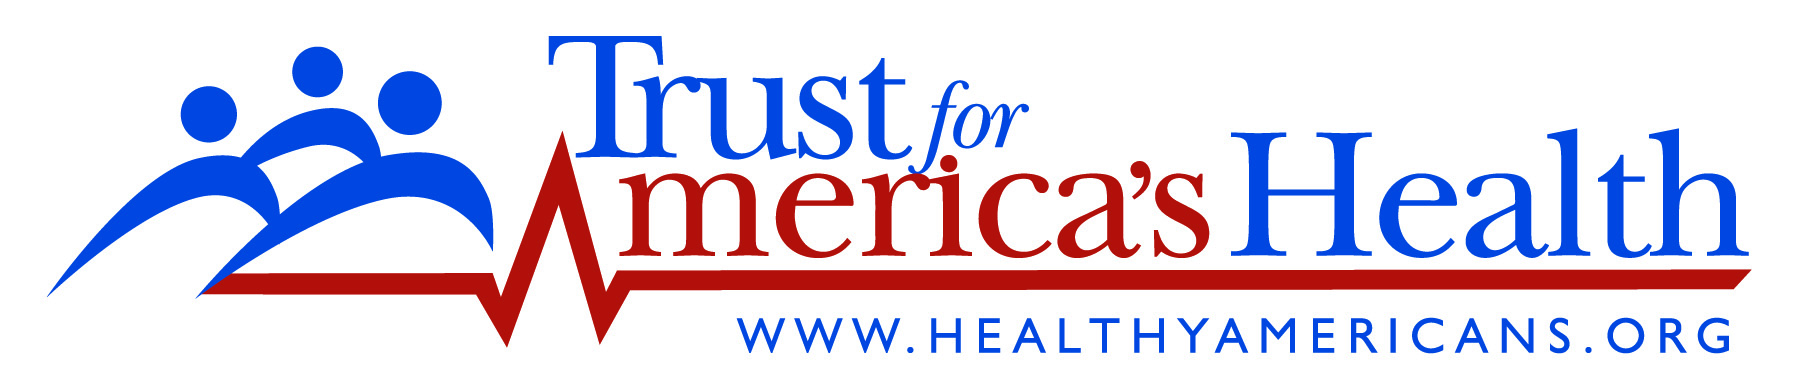 Trust for
America's Health
WWW.HEALTHYAMERICANS.ORG